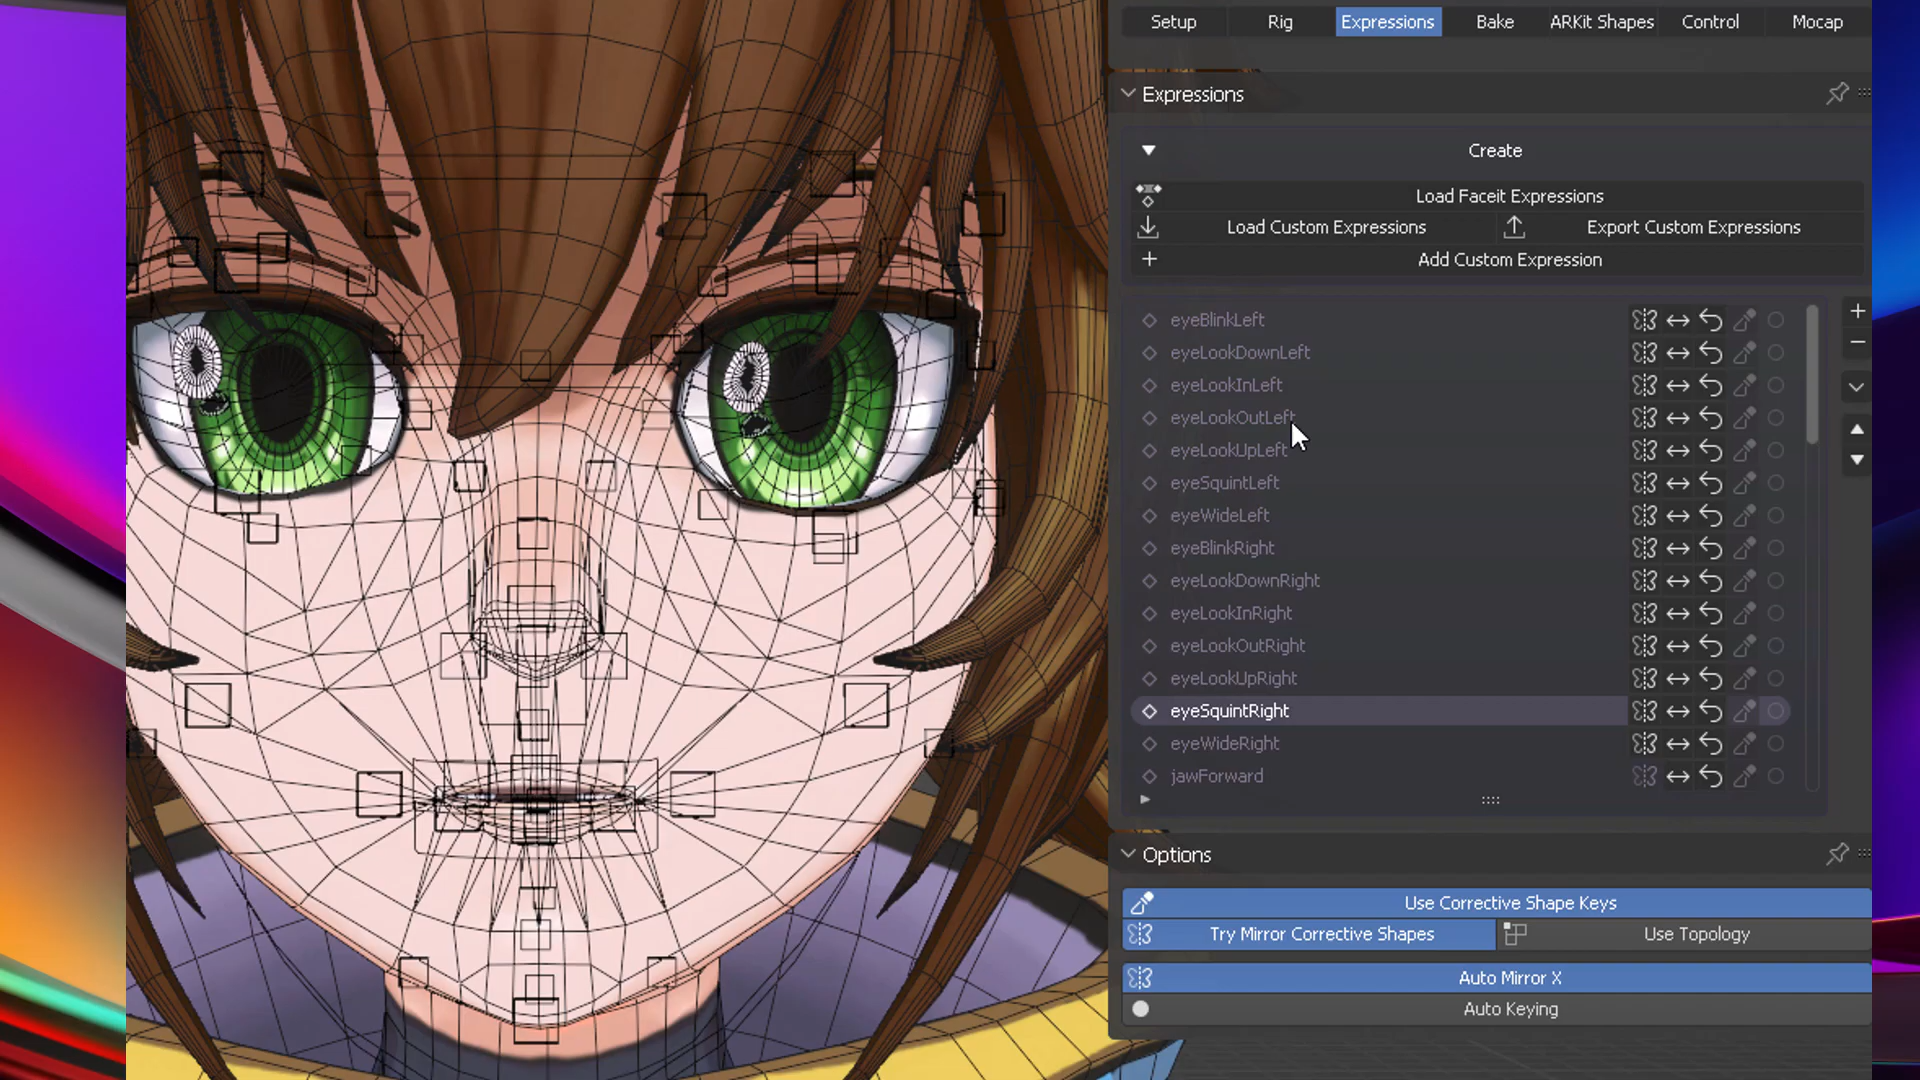 Setup Rig Expressions Bake ARKit Shapes Control Mocap
Expressions
Create
Load Faceit Expressions
Load Custom Expressions Export Custom Expressions
Add Custom Expression
eyeBlinkLeft
eyeLookDownLeft
eyeLookInLeft
eyeLookOutLeft
eyeLookUpLeft
eyeSquintLeft
eyeWideLeft
eyeBlinkRight
eyeLookDownRight
eyeLookInRight
eyeLookOutRight
eyeLookUpRight
eyeSquintRight
eyeWideRight
jawForward
Options
Use Corrective Shape Keys
Try Mirror Corrective Shapes Use Topology
Auto Mirror X
Auto Keying